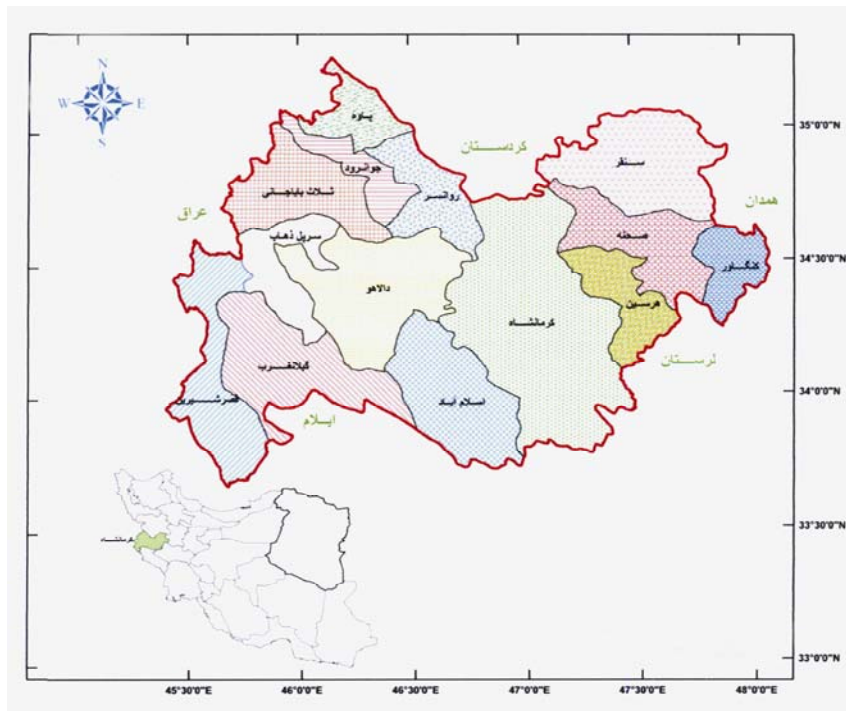 N
W E
N
پاوه
کردستان
سنقر
جوانرود
ثلاث باباجانی
روانسر
همدان
عراق
سرپل ذهاب
صحنه
کنگاور
دالاهو
هرسین
کرمانشاه
لرستان
گیلانغرب
قصرشیرین
اسلام آباد
ایلام
کرمانشاه
35°0'0"N
34°30'0"N
34°0'0"N
33°30'0"N
33°0'0"N
45°30'0"E 46°0'0"E 46°30'0"E 47°0'0"E 47°30'0"E 48°0'0"E